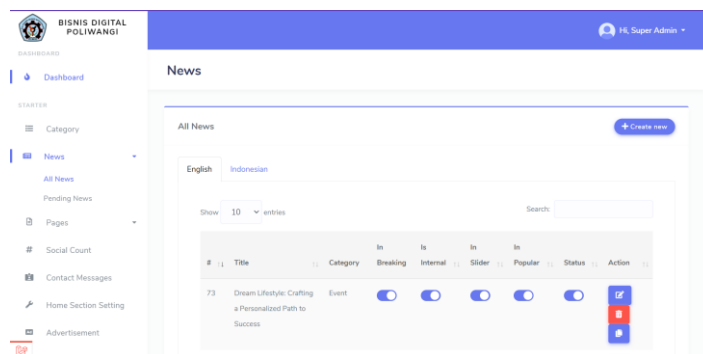 BISNIS DIGITAL
POLIWANGI
Hi, Super Admin
DASHBOARD
Dashboard
News
STARTER
Category
News
All News
Pending News
Pages
Social Count
Contact Messages
Home Section Setting
Advertisement
All News
+ Create new
English Indonesian
Show 10 entries
Search:
In Is In In
# Title Category Breaking Internal Slider Popular Status Action
73 Dream Lifestyle: Crafting Event
a Personalized Path to
Success